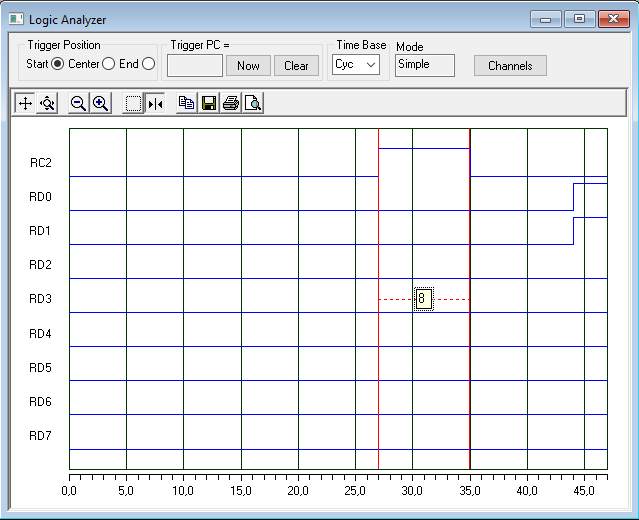 Logic Analyzer
Trigger Position
Start Center End
Trigger PC =
Now Clear
Time Base
Cyc
Mode
Simple
Channels
RC2
RD0
RD1
RD2
RD3
8
RD4
RD5
RD6
RD7
0,0 5,0 10,0 15,0 20,0 25,0 30,0 35,0 40,0 45,0